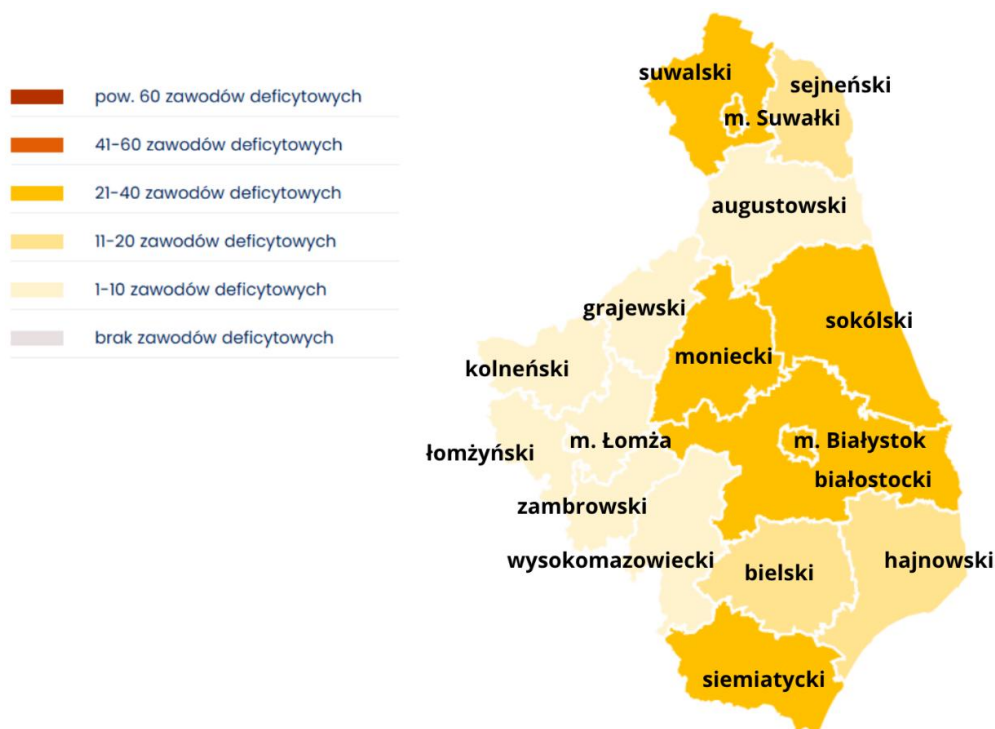 pow. 60 zawodów deficytowych
41-60 zawodów deficytowych
21-40 zawodów deficytowych
11-20 zawodów deficytowych
1-10 zawodów deficytowych
brak zawodów deficytowych
suwalski
sejneński
m. Suwałki
augustowski
grajewski
sokólski
moniecki
kolneński
m. Łomża
m. Białystok
łomżyński
białostocki
zambrowski
wysokomazowiecki
hajnowski
bielski
siemiatycki